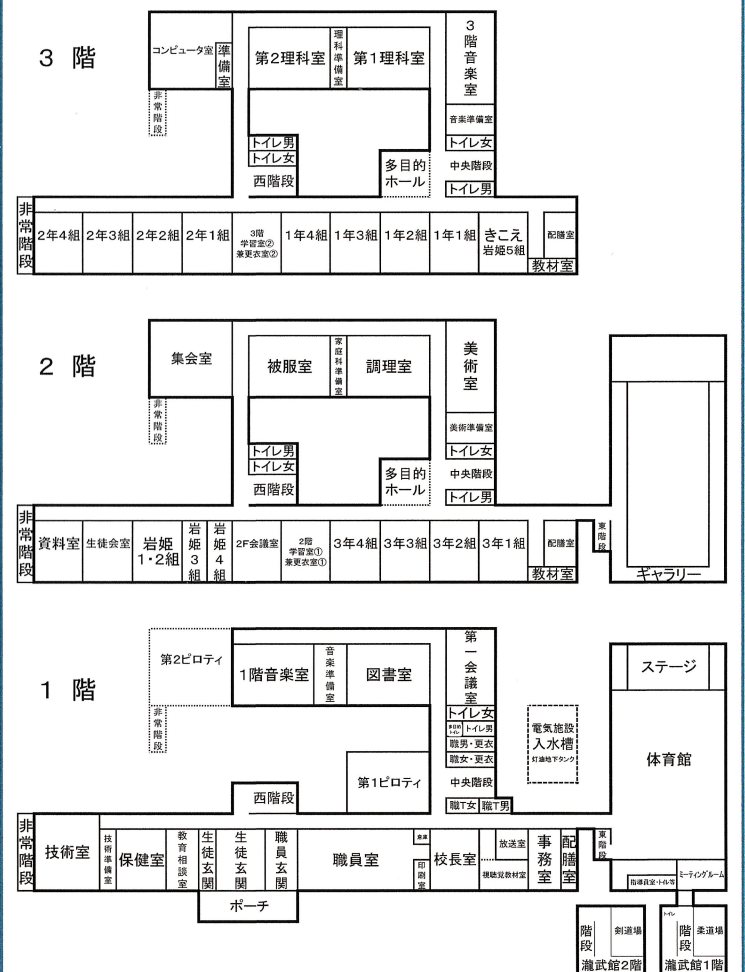 3 階
コンピュータ室
準備室
第2理科室
理科準備室
第1理科室
3階音楽室
非常階段
音楽準備室
トイレ男
トイレ女
トイレ女
西階段
多目的
ホール
中央階段
トイレ男
非常階段
2年4組
2年3組
2年2組
2年1組
3階
学習室②
兼更衣室②
1年4組
1年3組
1年2組
1年1組
きこえ
岩姫5組
配膳室
教材室
2 階
集会室
被服室
家庭科準備室
調理室
美術室
非常階段
美術準備室
トイレ男
トイレ女
トイレ女
西階段
多目的
ホール
中央階段
トイレ男
非常階段
資料室
生徒会室
岩姫
1・2組
岩姫3組
岩姫4組
2F会議室
2階
学習室①
兼更衣室①
3年4組
3年3組
3年2組
3年1組
配膳室
教材室
東階段
ギャラリー
1 階
第2ピロティ
1階音楽室
音楽準備室
図書室
第一会議室
ステージ
非常階段
トイレ女
多目的
トイレ
トイレ男
職男・更衣
職女・更衣
電気施設
入水槽
灯油地下タンク
体育館
第1ピロティ
中央階段
西階段
職T女
職T男
非常階段
技術室
技術準備室
保健室
教育相談室
生徒玄関
生徒玄関
職員玄関
職員室
倉庫
印刷室
校長室
放送室
視聴覚教材室
事務室
配膳室
東階段
指導員室・トイレ等
ミーティングルーム
ポーチ
階段
剣道場
瀧武館2階
トイレ
階段
柔道場
瀧武館1階